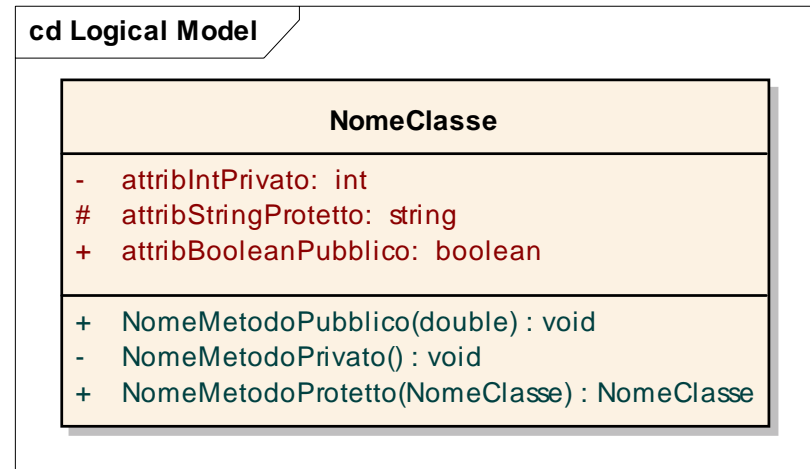 cd Logical Model
NomeClasse
- attribIntPrivato: int
# attribStringProtetto: string
+ attribBooleanPubblico: boolean
+ NomeMetodoPubblico(double) : void
- NomeMetodoPrivato() : void
+ NomeMetodoProtetto(NomeClasse) : NomeClasse